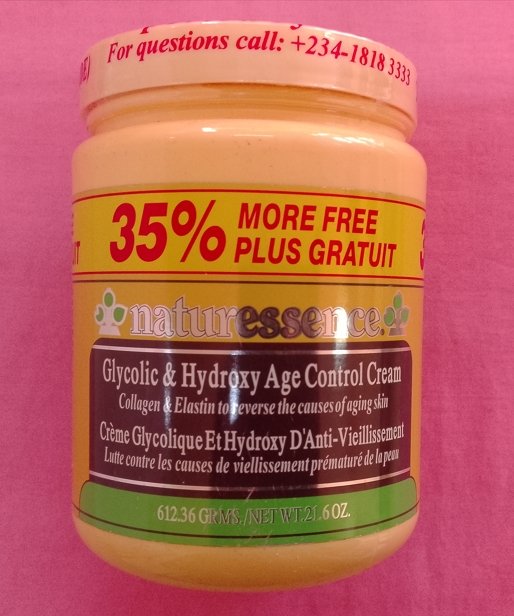 For questions call: +234-1818 3333
35% MORE FREE
PLUS GRATUIT
naturessence
Glycolic & Hydroxy Age Control Cream
Collagen & Elastin to reverse the causes of aging skin
Crème Glycolique Et Hydroxy D'Anti-Vieillissement
Lutte contre les causes de viellissement prématuré de la peau
612.36 GRMS./NET WT.21.6 OZ.